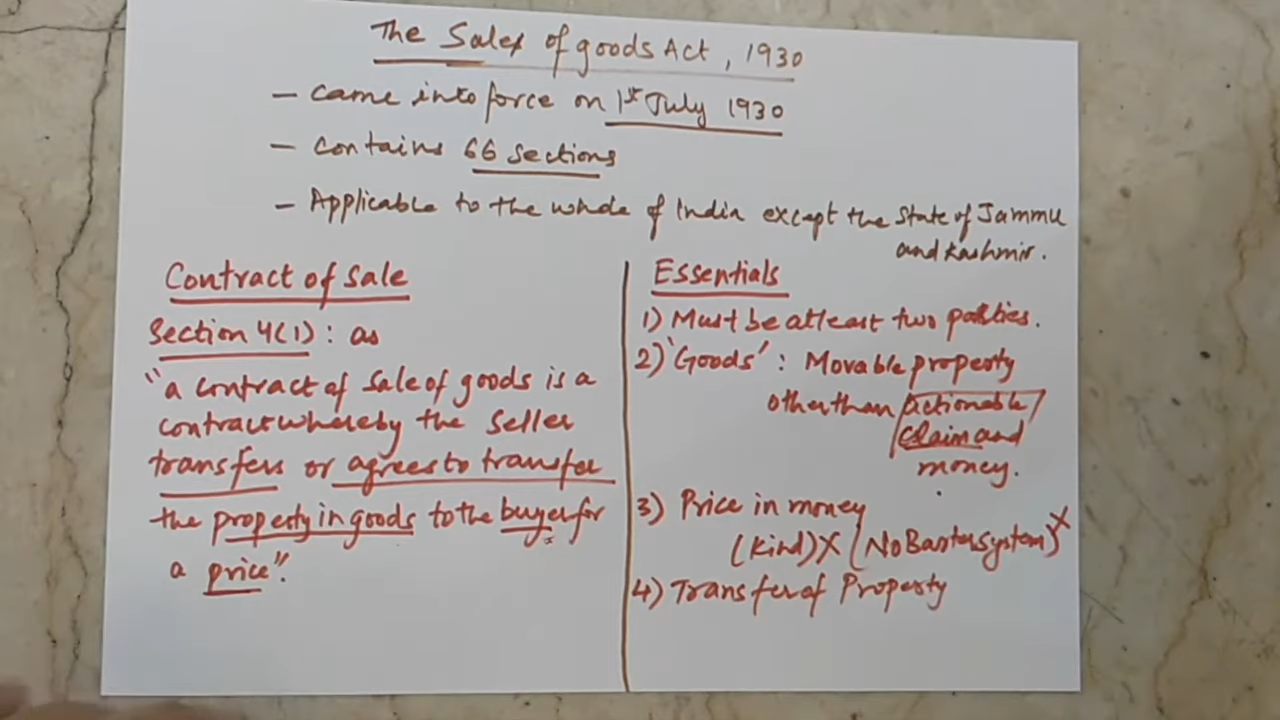 The Sales of goods Act, 1930
- Came into force on 1st July 1930
- Contains 66 Sections
- Applicable to the whole of India except the State of Jammu
and Kashmir.
Contract of Sale
Section 4(1) : as
"a contract of Sale of goods is a
contract whereby the Seller
transfers or agrees to transfer
the property in goods to the buyer for
a price".
Essentials
1) Must be atleast two parties.
2) 'Goods' : Movable property
other than actionable
claim and
money.
3) Price in money
(Kind) X (No Barter System) X
4) Transfer of Property